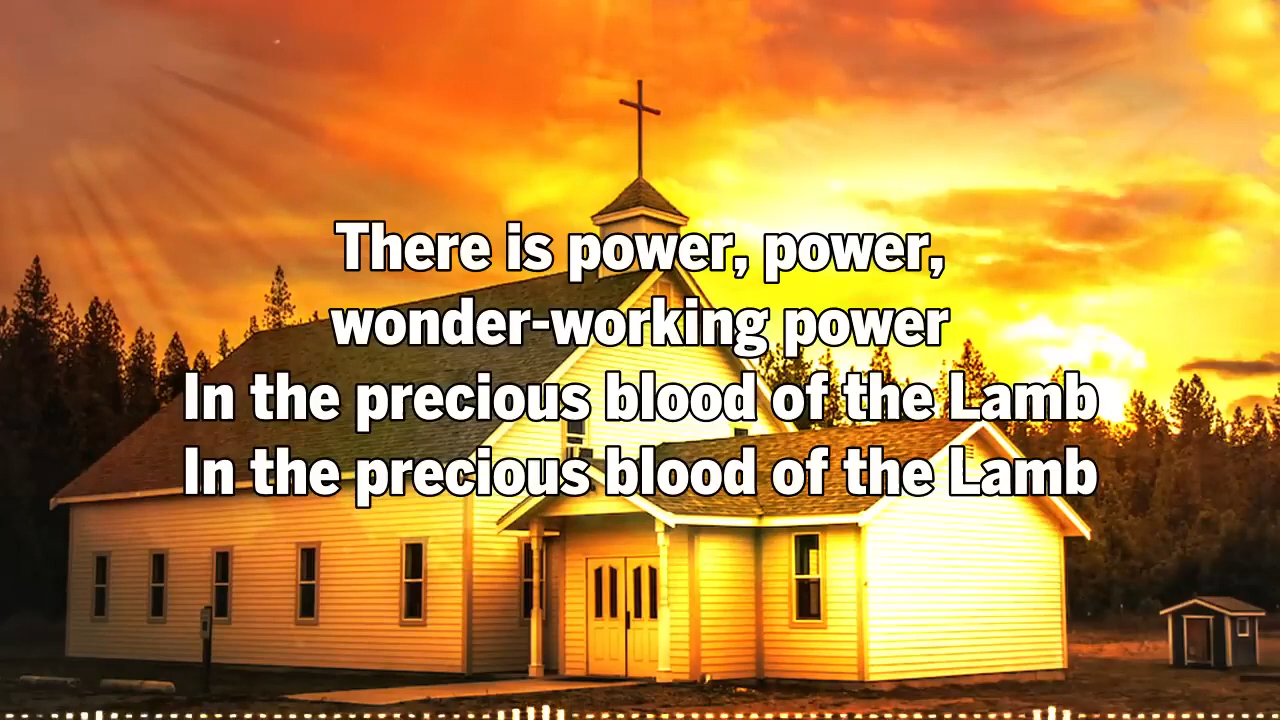 There is power, power,
wonder-working power
In the precious blood of the Lamb
In the precious blood of the Lamb